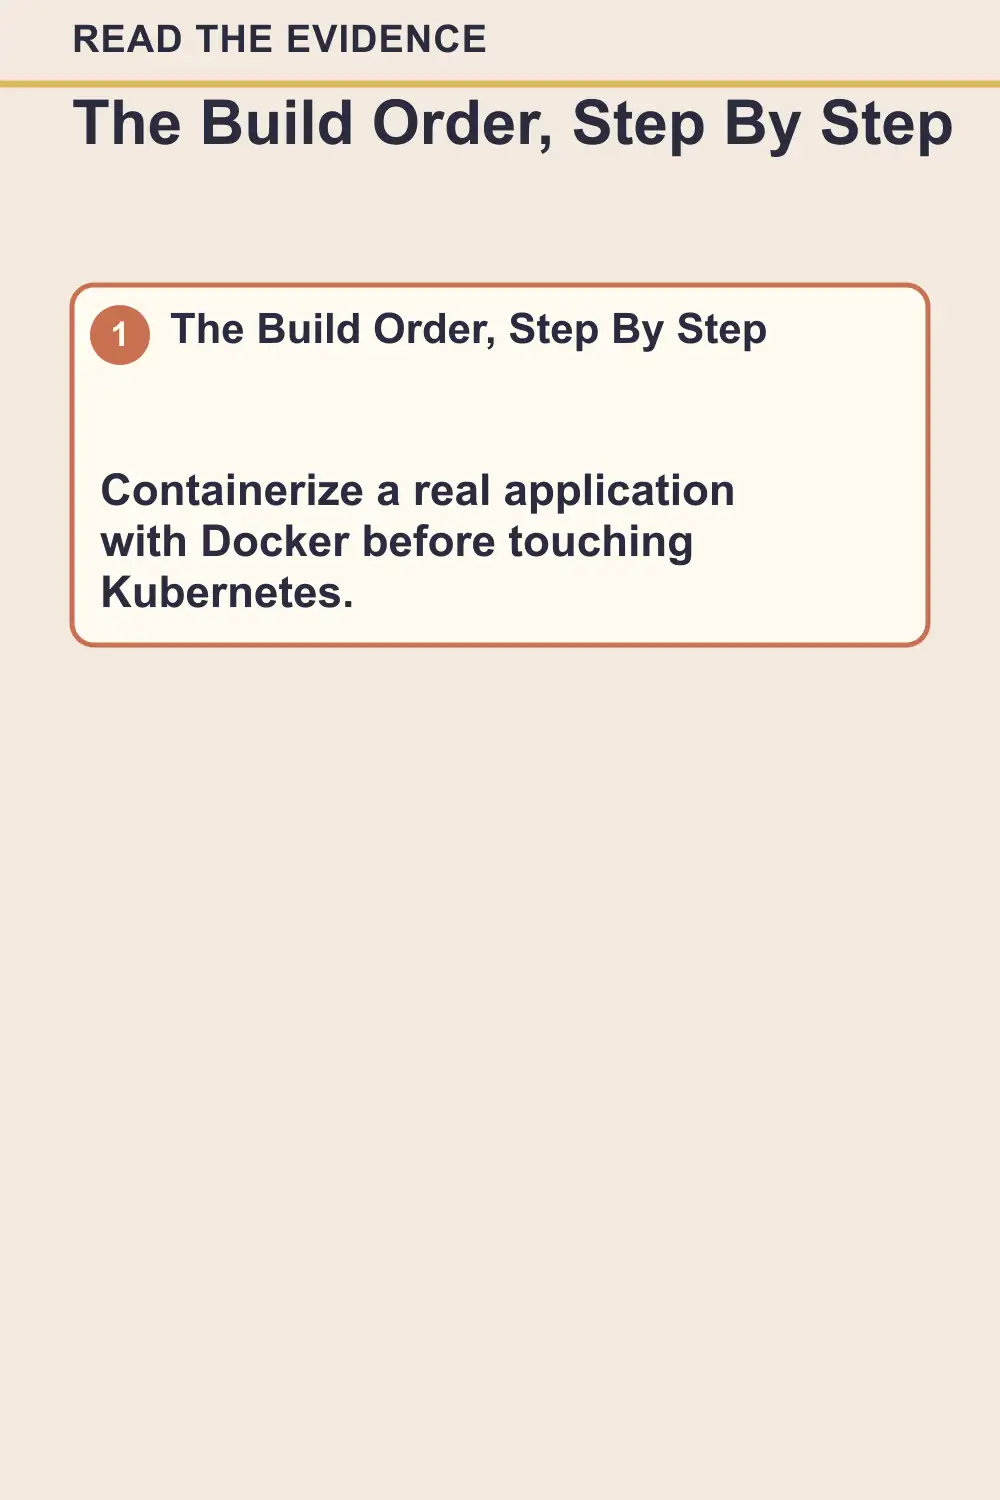 READ THE EVIDENCE
The Build Order, Step By Step
1 The Build Order, Step By Step
Containerize a real application
with Docker before touching
Kubernetes.